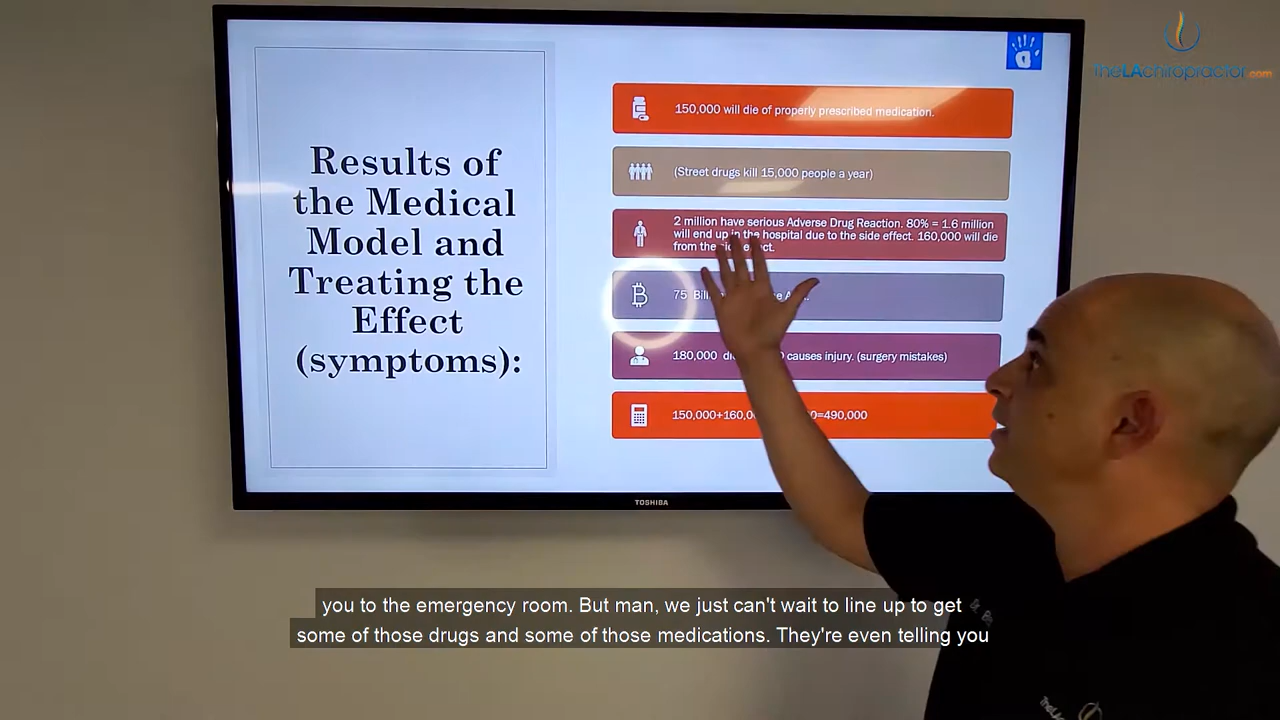 theLAchiropractor.com
Results of
the Medical
Model and
Treating the
Effect
(symptoms):
150,000 will die of properly prescribed medication.
(Street drugs kill 15,000 people a year)
2 million have serious Adverse Drug Reaction. 80% = 1.6 million
will end up in the hospital due to the side effect. 160,000 will die
from the side effect.
75
180,000 causes injury. (surgery mistakes)
150,000+160,0 0=490,000
TOSHIBA
you to the emergency room. But man, we just can't wait to line up to get
some of those drugs and some of those medications. They're even telling you